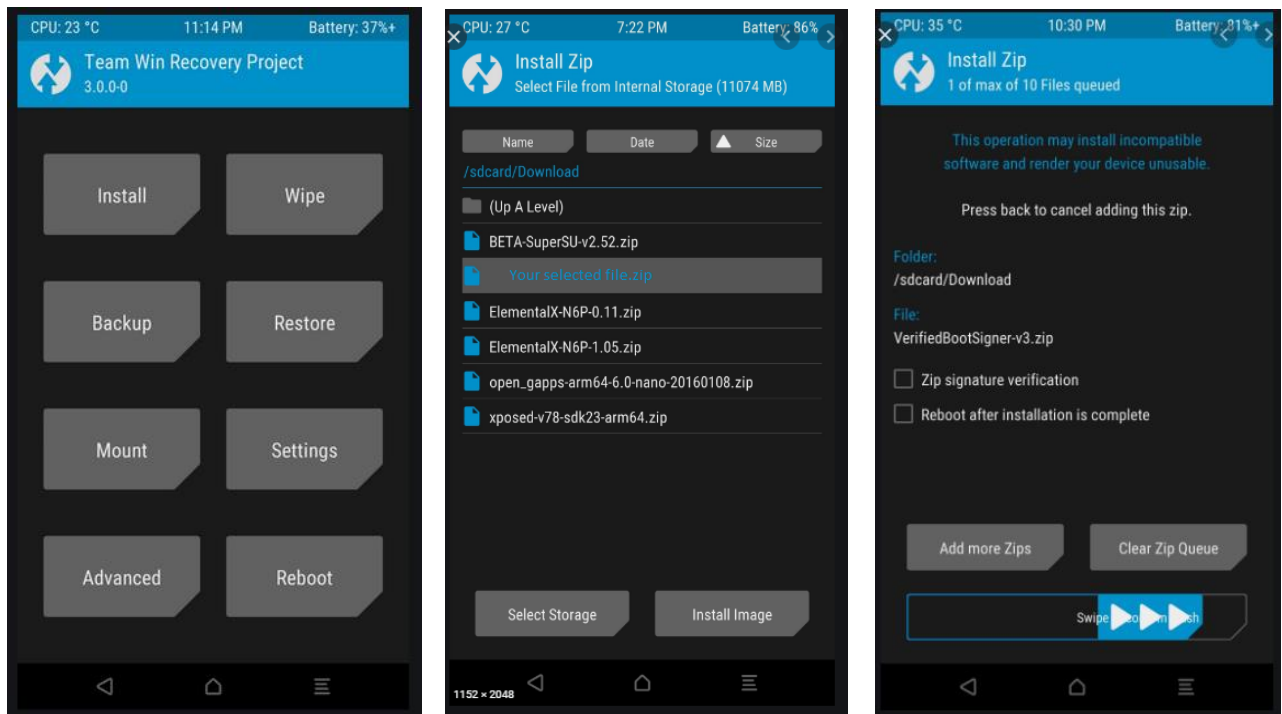 CPU: 23 °C 11:14 PM Battery: 37%+
Team Win Recovery Project
3.0.0-0
Install Wipe
Backup Restore
Mount Settings
Advanced Reboot
CPU: 27 °C 7:22 PM Battery: 86%
Install Zip
Select File from Internal Storage (11074 MB)
Name Date Size
/sdcard/Download
(Up A Level)
BETA-SuperSU-v2.52.zip
Your selected file.zip
ElementalX-N6P-0.11.zip
ElementalX-N6P-1.05.zip
open_gapps-arm64-6.0-nano-20160108.zip
xposed-v78-sdk23-arm64.zip
Select Storage Install Image
1152 × 2048
CPU: 35 °C 10:30 PM Battery: 81%+
Install Zip
1 of max of 10 Files queued
This operation may install incompatible
software and render your device unusable.
Press back to cancel adding this zip.
Folder:
/sdcard/Download
File:
VerifiedBootSigner-v3.zip
Zip signature verification
Reboot after installation is complete
Add more Zips Clear Zip Queue
Swipe